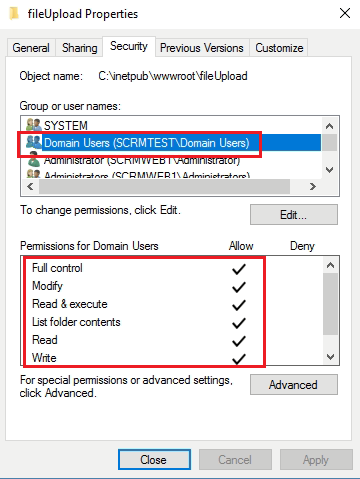 fileUpload Properties
General Sharing Security Previous Versions Customize
Object name: C:\inetpub\wwwroot\fileUpload
Group or user names:
SYSTEM
Domain Users (SCRMTEST\Domain Users)
Administrator (SCRMWEB1\Administrator)
Administrators (SCRMWEB1\Administrators)
To change permissions, click Edit.
Edit...
Permissions for Domain Users Allow Deny
Full control
Modify
Read & execute
List folder contents
Read
Write
For special permissions or advanced settings,
click Advanced.
Advanced
Close Cancel Apply